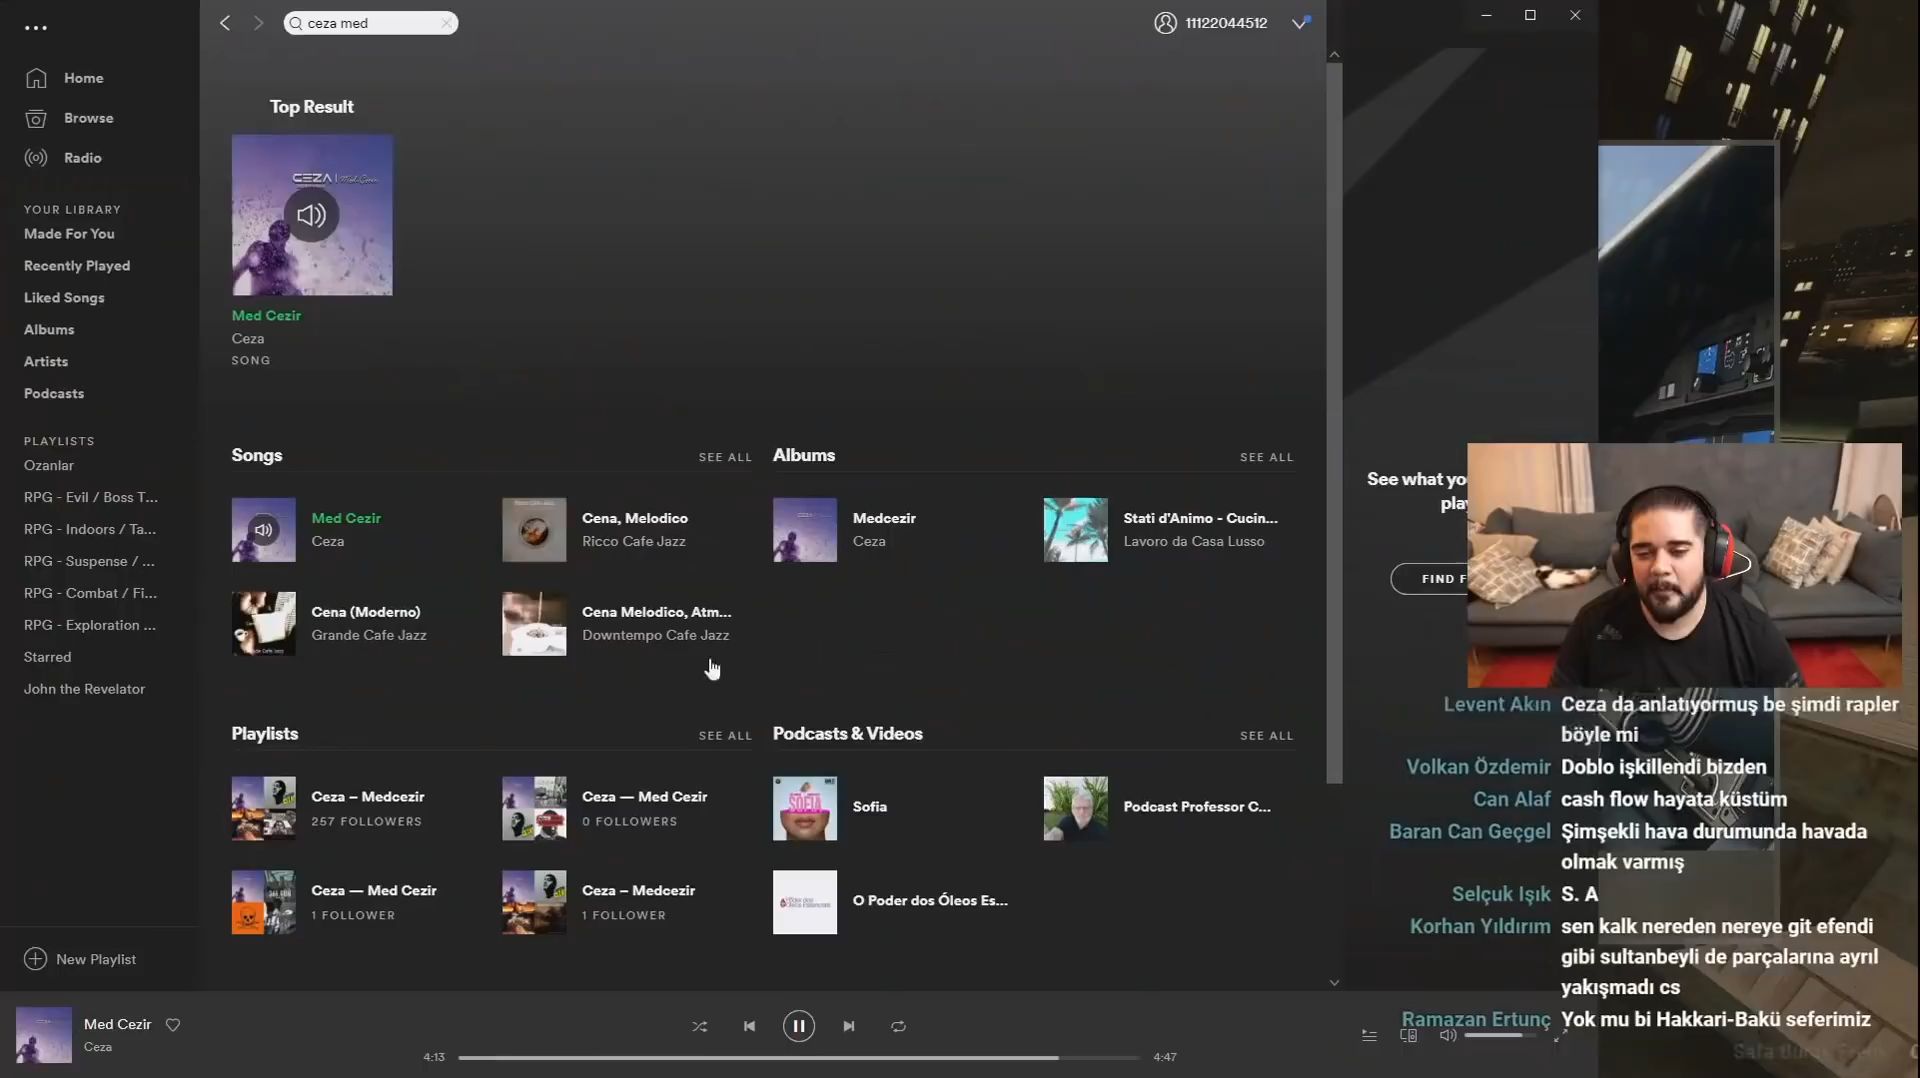 ceza med
11122044512
Home
Browse
Radio
YOUR LIBRARY
Made For You
Recently Played
Liked Songs
Albums
Artists
Podcasts
PLAYLISTS
Ozanlar
RPG - Evil / Boss T...
RPG - Indoors / Ta...
RPG - Suspense / ...
RPG - Combat / Fi...
RPG - Exploration ...
Starred
John the Revelator
New Playlist
Top Result
CEZA | MedCezir
Med Cezir
Ceza
SONG
Songs
SEE ALL
Med Cezir
Ceza
Cena, Melodico
Ricco Cafe Jazz
Cena (Moderno)
Grande Cafe Jazz
Cena Melodico, Atm...
Downtempo Cafe Jazz
Albums
SEE ALL
Medcezir
Ceza
Stati d'Animo - Cucin...
Lavoro da Casa Lusso
Playlists
SEE ALL
Ceza – Medcezir
257 FOLLOWERS
Ceza — Med Cezir
0 FOLLOWERS
Ceza — Med Cezir
1 FOLLOWER
Ceza – Medcezir
1 FOLLOWER
Podcasts & Videos
SEE ALL
SOFIA
Sofia
Podcast Professor C...
O Poder dos Óleos Es...
See what yo
play
FIND F
Levent Akın Ceza da anlatıyormuş be şimdi rapler
böyle mi
Volkan Özdemir Doblo işkillendi bizden
Can Alaf cash flow hayata küstüm
Baran Can Geçgel Şimşekli hava durumunda havada
olmak varmış
Selçuk Işık S. A
Korhan Yıldırım sen kalk nereden nereye git efendi
gibi sultanbeyli de parçalarına ayrıl
yakışmadı cs
Ramazan Ertunç Yok mu bi Hakkari-Bakü seferimiz
Med Cezir
Ceza
4:13
4:47